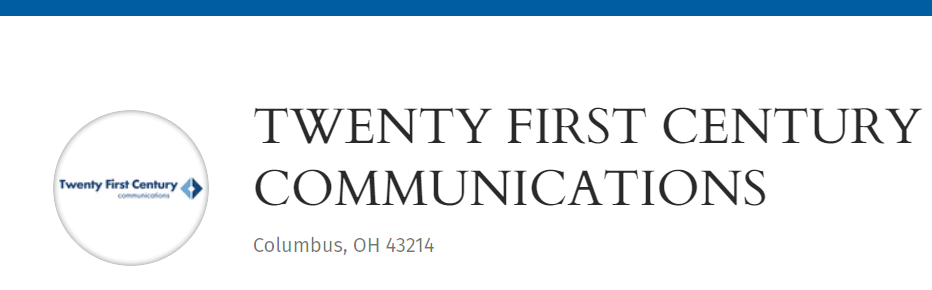 Twenty First Century
communications
TWENTY FIRST CENTURY
COMMUNICATIONS
Columbus, OH 43214